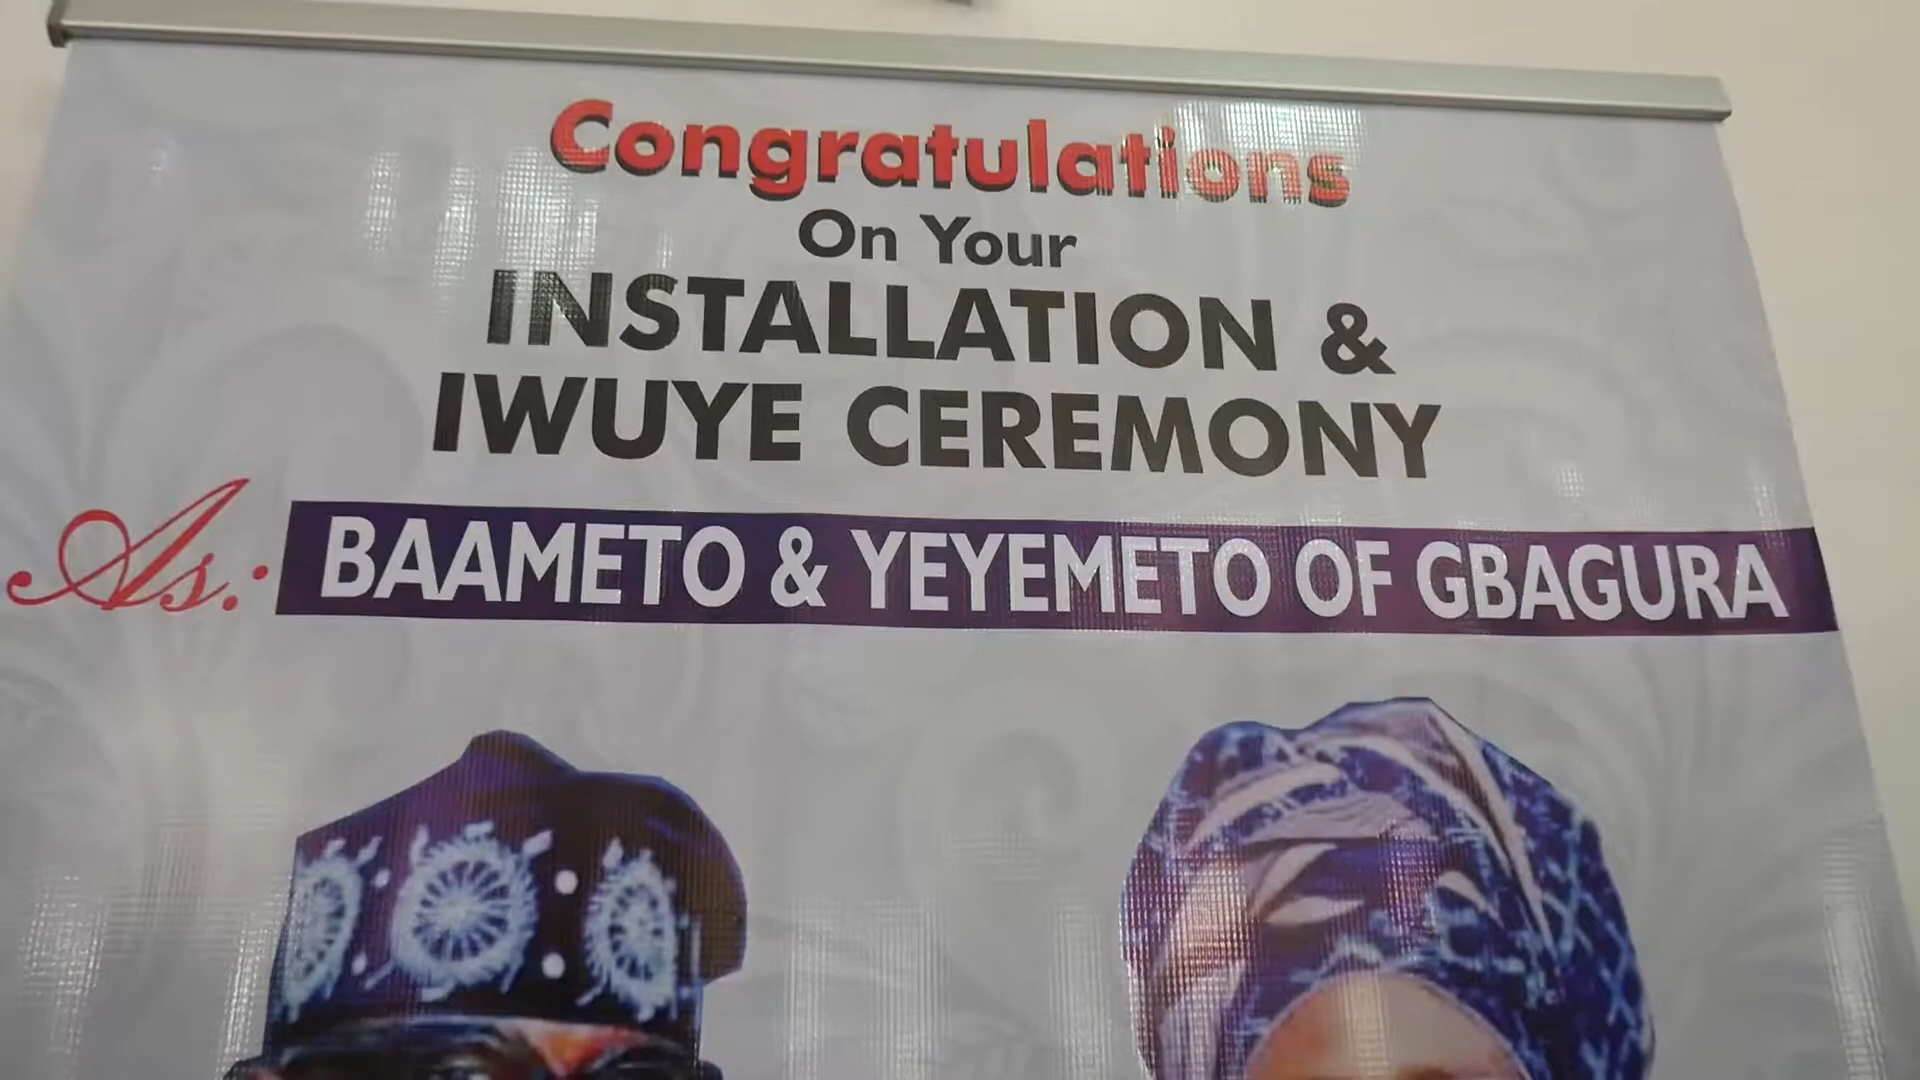 Congratulations
On Your
INSTALLATION &
IWUYE CEREMONY
As: BAAMETO & YEYEMETO OF GBAGURA